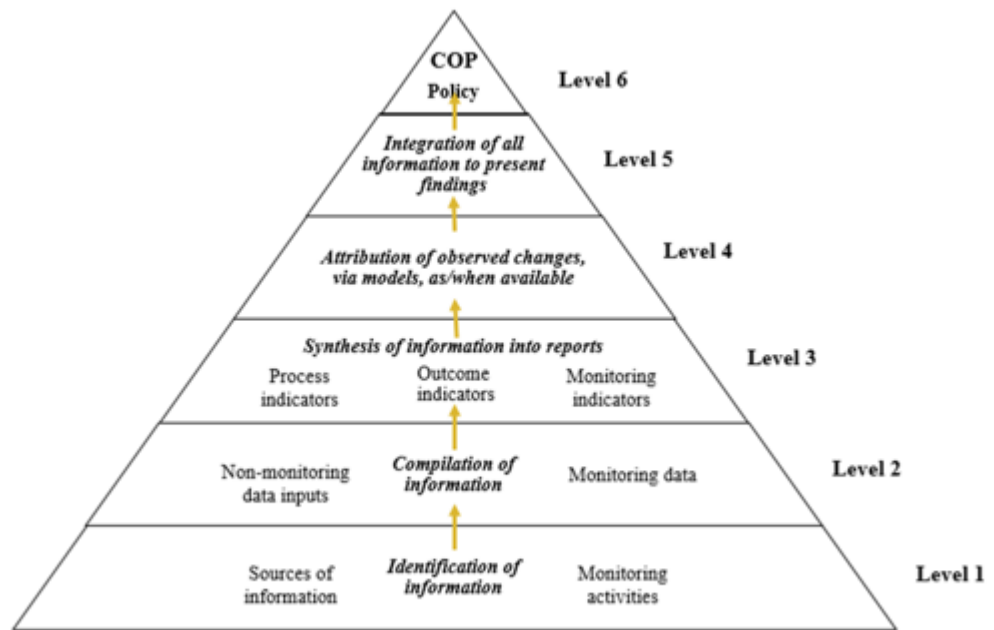 COP
Policy
Level 6
Integration of all
information to present
findings
Level 5
Attribution of observed changes,
via models, as/when available
Level 4
Synthesis of information into reports
Process
indicators
Outcome
indicators
Monitoring
indicators
Level 3
Non-monitoring
data inputs
Compilation of
information
Monitoring data
Level 2
Sources of
information
Identification of
information
Monitoring
activities
Level 1